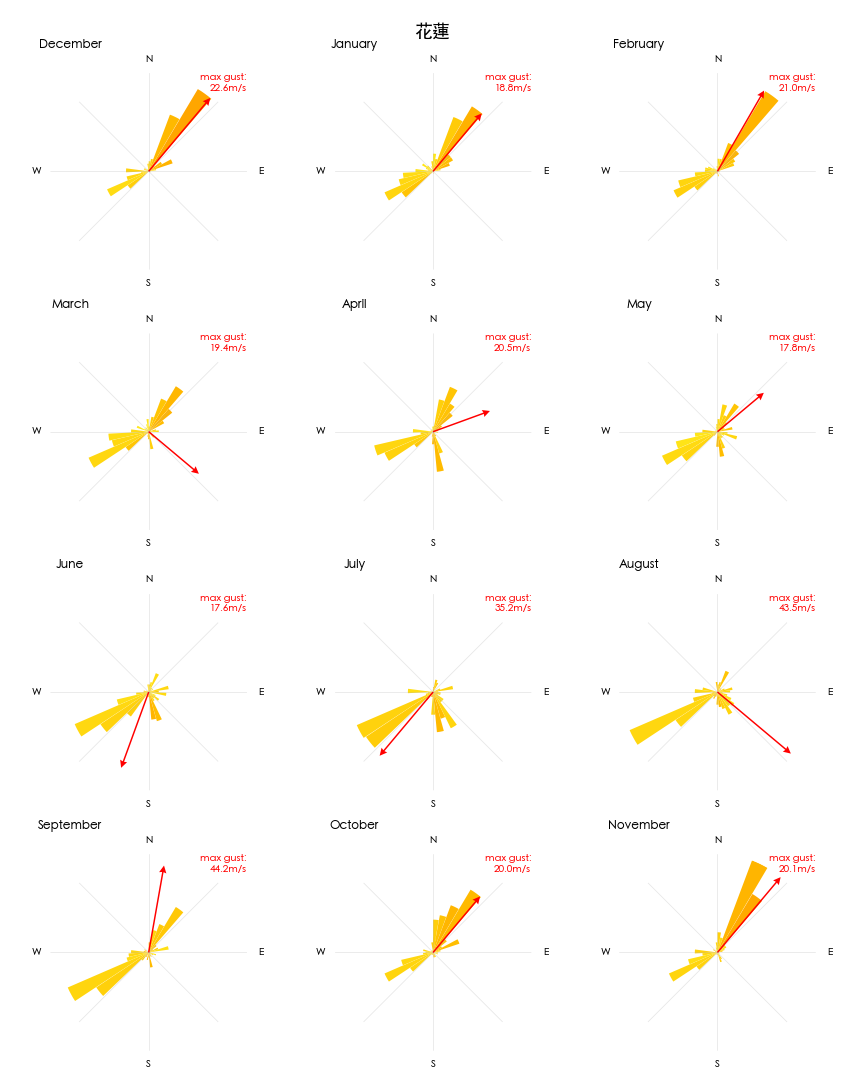 花蓮
December
N
max gust:
22.6m/s
W
E
S
January
N
max gust:
18.8m/s
W
E
S
February
N
max gust:
21.0m/s
W
E
S
March
N
max gust:
19.4m/s
W
E
S
April
N
max gust:
20.5m/s
W
E
S
May
N
max gust:
17.8m/s
W
E
S
June
N
max gust:
17.6m/s
W
E
S
July
N
max gust:
35.2m/s
W
E
S
August
N
max gust:
43.5m/s
W
E
S
September
N
max gust:
44.2m/s
W
E
S
October
N
max gust:
20.0m/s
W
E
S
November
N
max gust:
20.1m/s
W
E
S